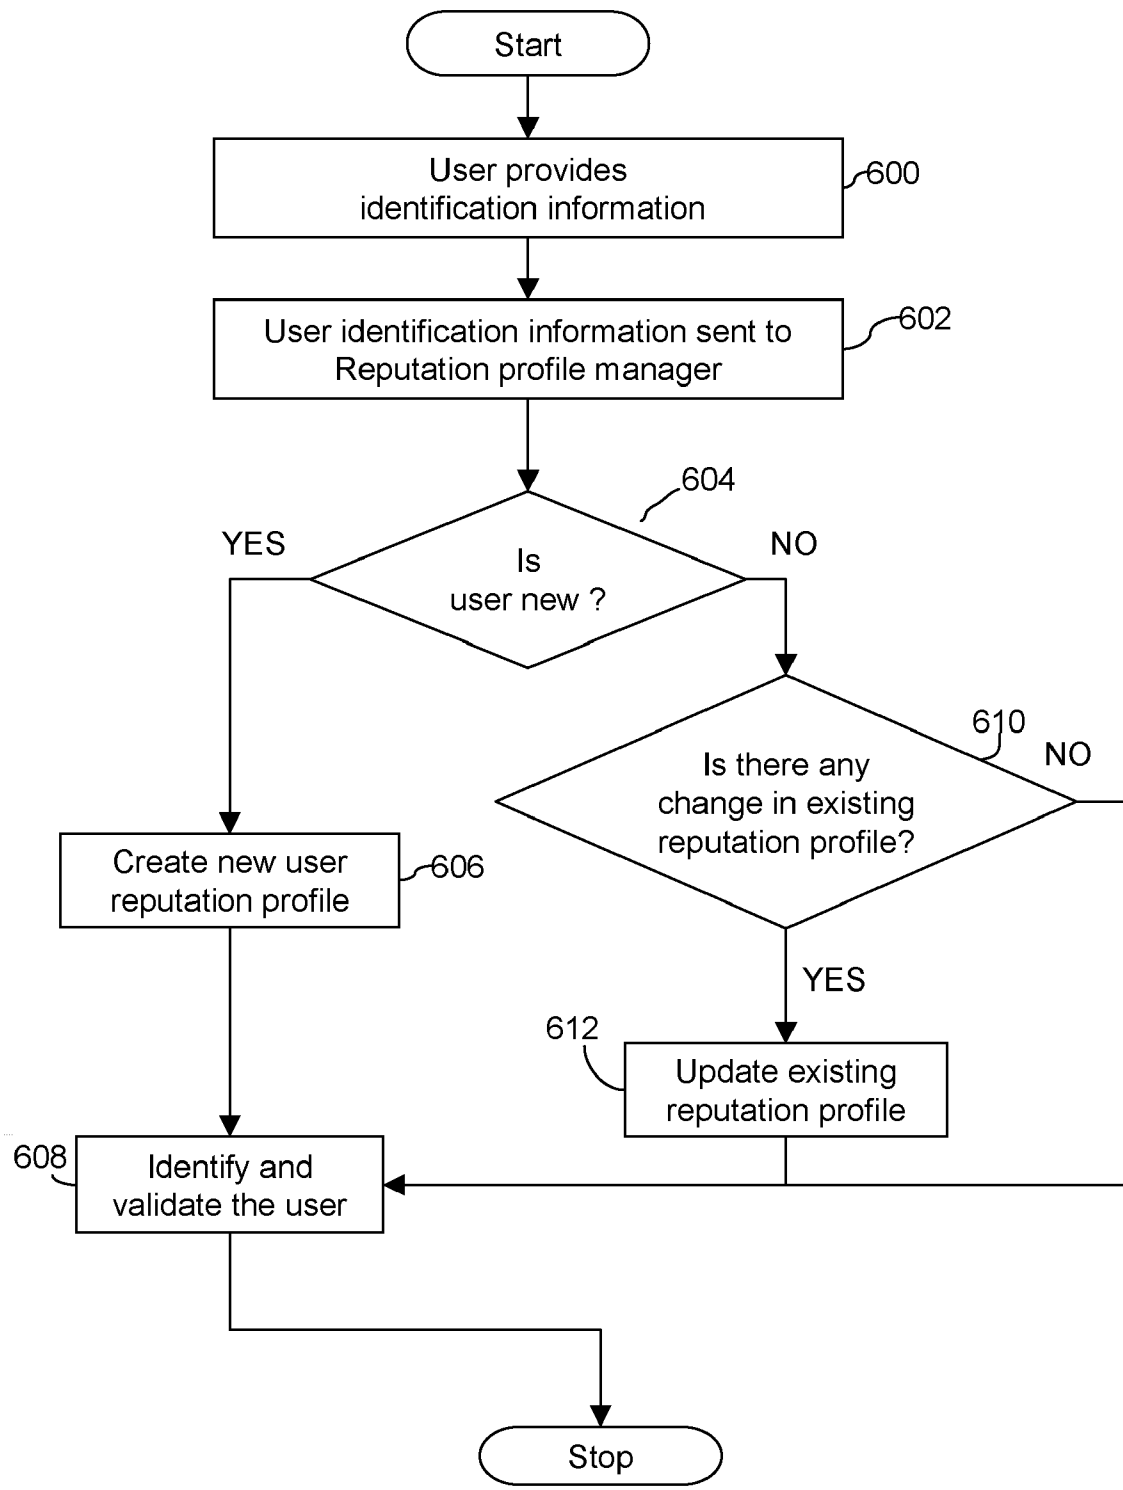 Start
User provides
identification information
600
User identification information sent to
Reputation profile manager
602
604
YES
NO
Is
user new ?
610
NO
Is there any
change in existing
reputation profile?
Create new user
reputation profile
606
YES
612
Update existing
reputation profile
608
Identify and
validate the user
Stop